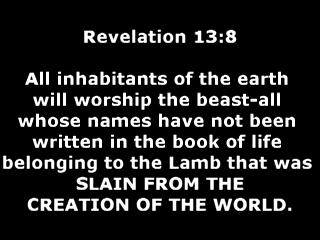 Revelation 13:8
All inhabitants of the earth
will worship the beast-all
whose names have not been
written in the book of life
belonging to the Lamb that was
SLAIN FROM THE
CREATION OF THE WORLD.